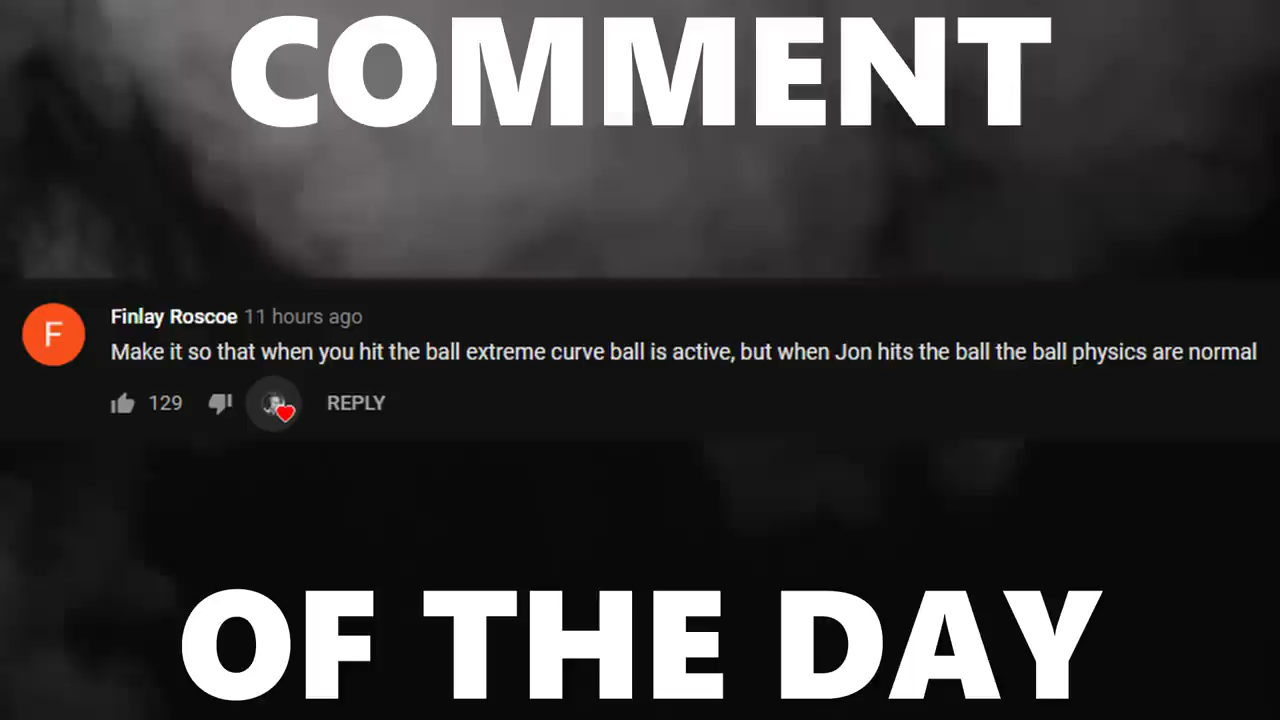 COMMENT
Finlay Roscoe 11 hours ago
Make it so that when you hit the ball extreme curve ball is active, but when Jon hits the ball the ball physics are normal
129 REPLY
OF THE DAY